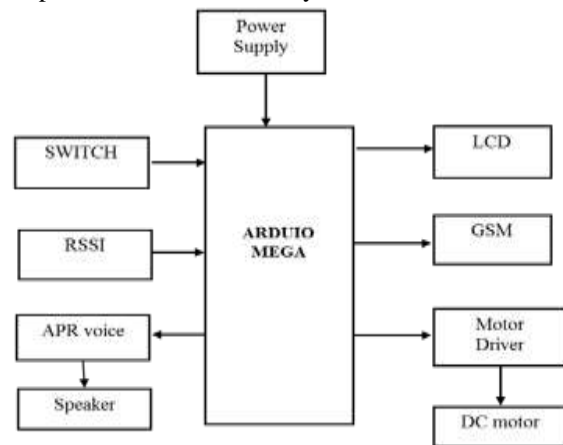 Power
Supply
SWITCH
LCD
RSSI
ARDUIO
MEGA
GSM
APR voice
Motor
Driver
Speaker
DC motor